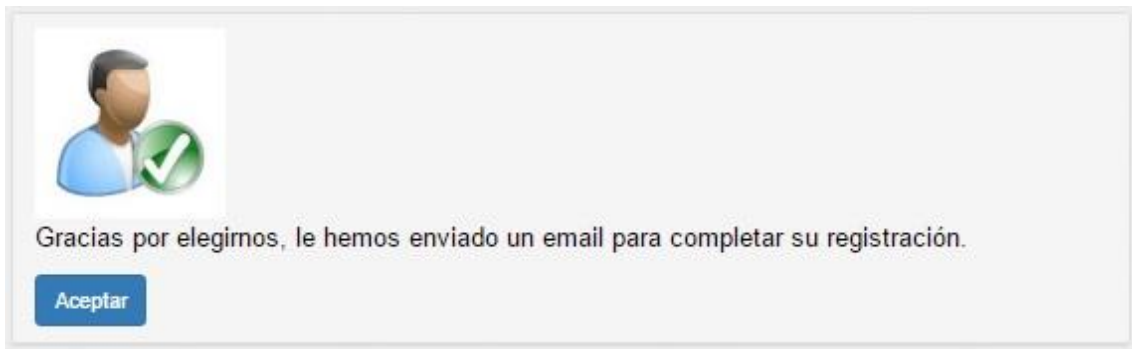 Gracias por elegirnos, le hemos enviado un email para completar su registración.
Aceptar